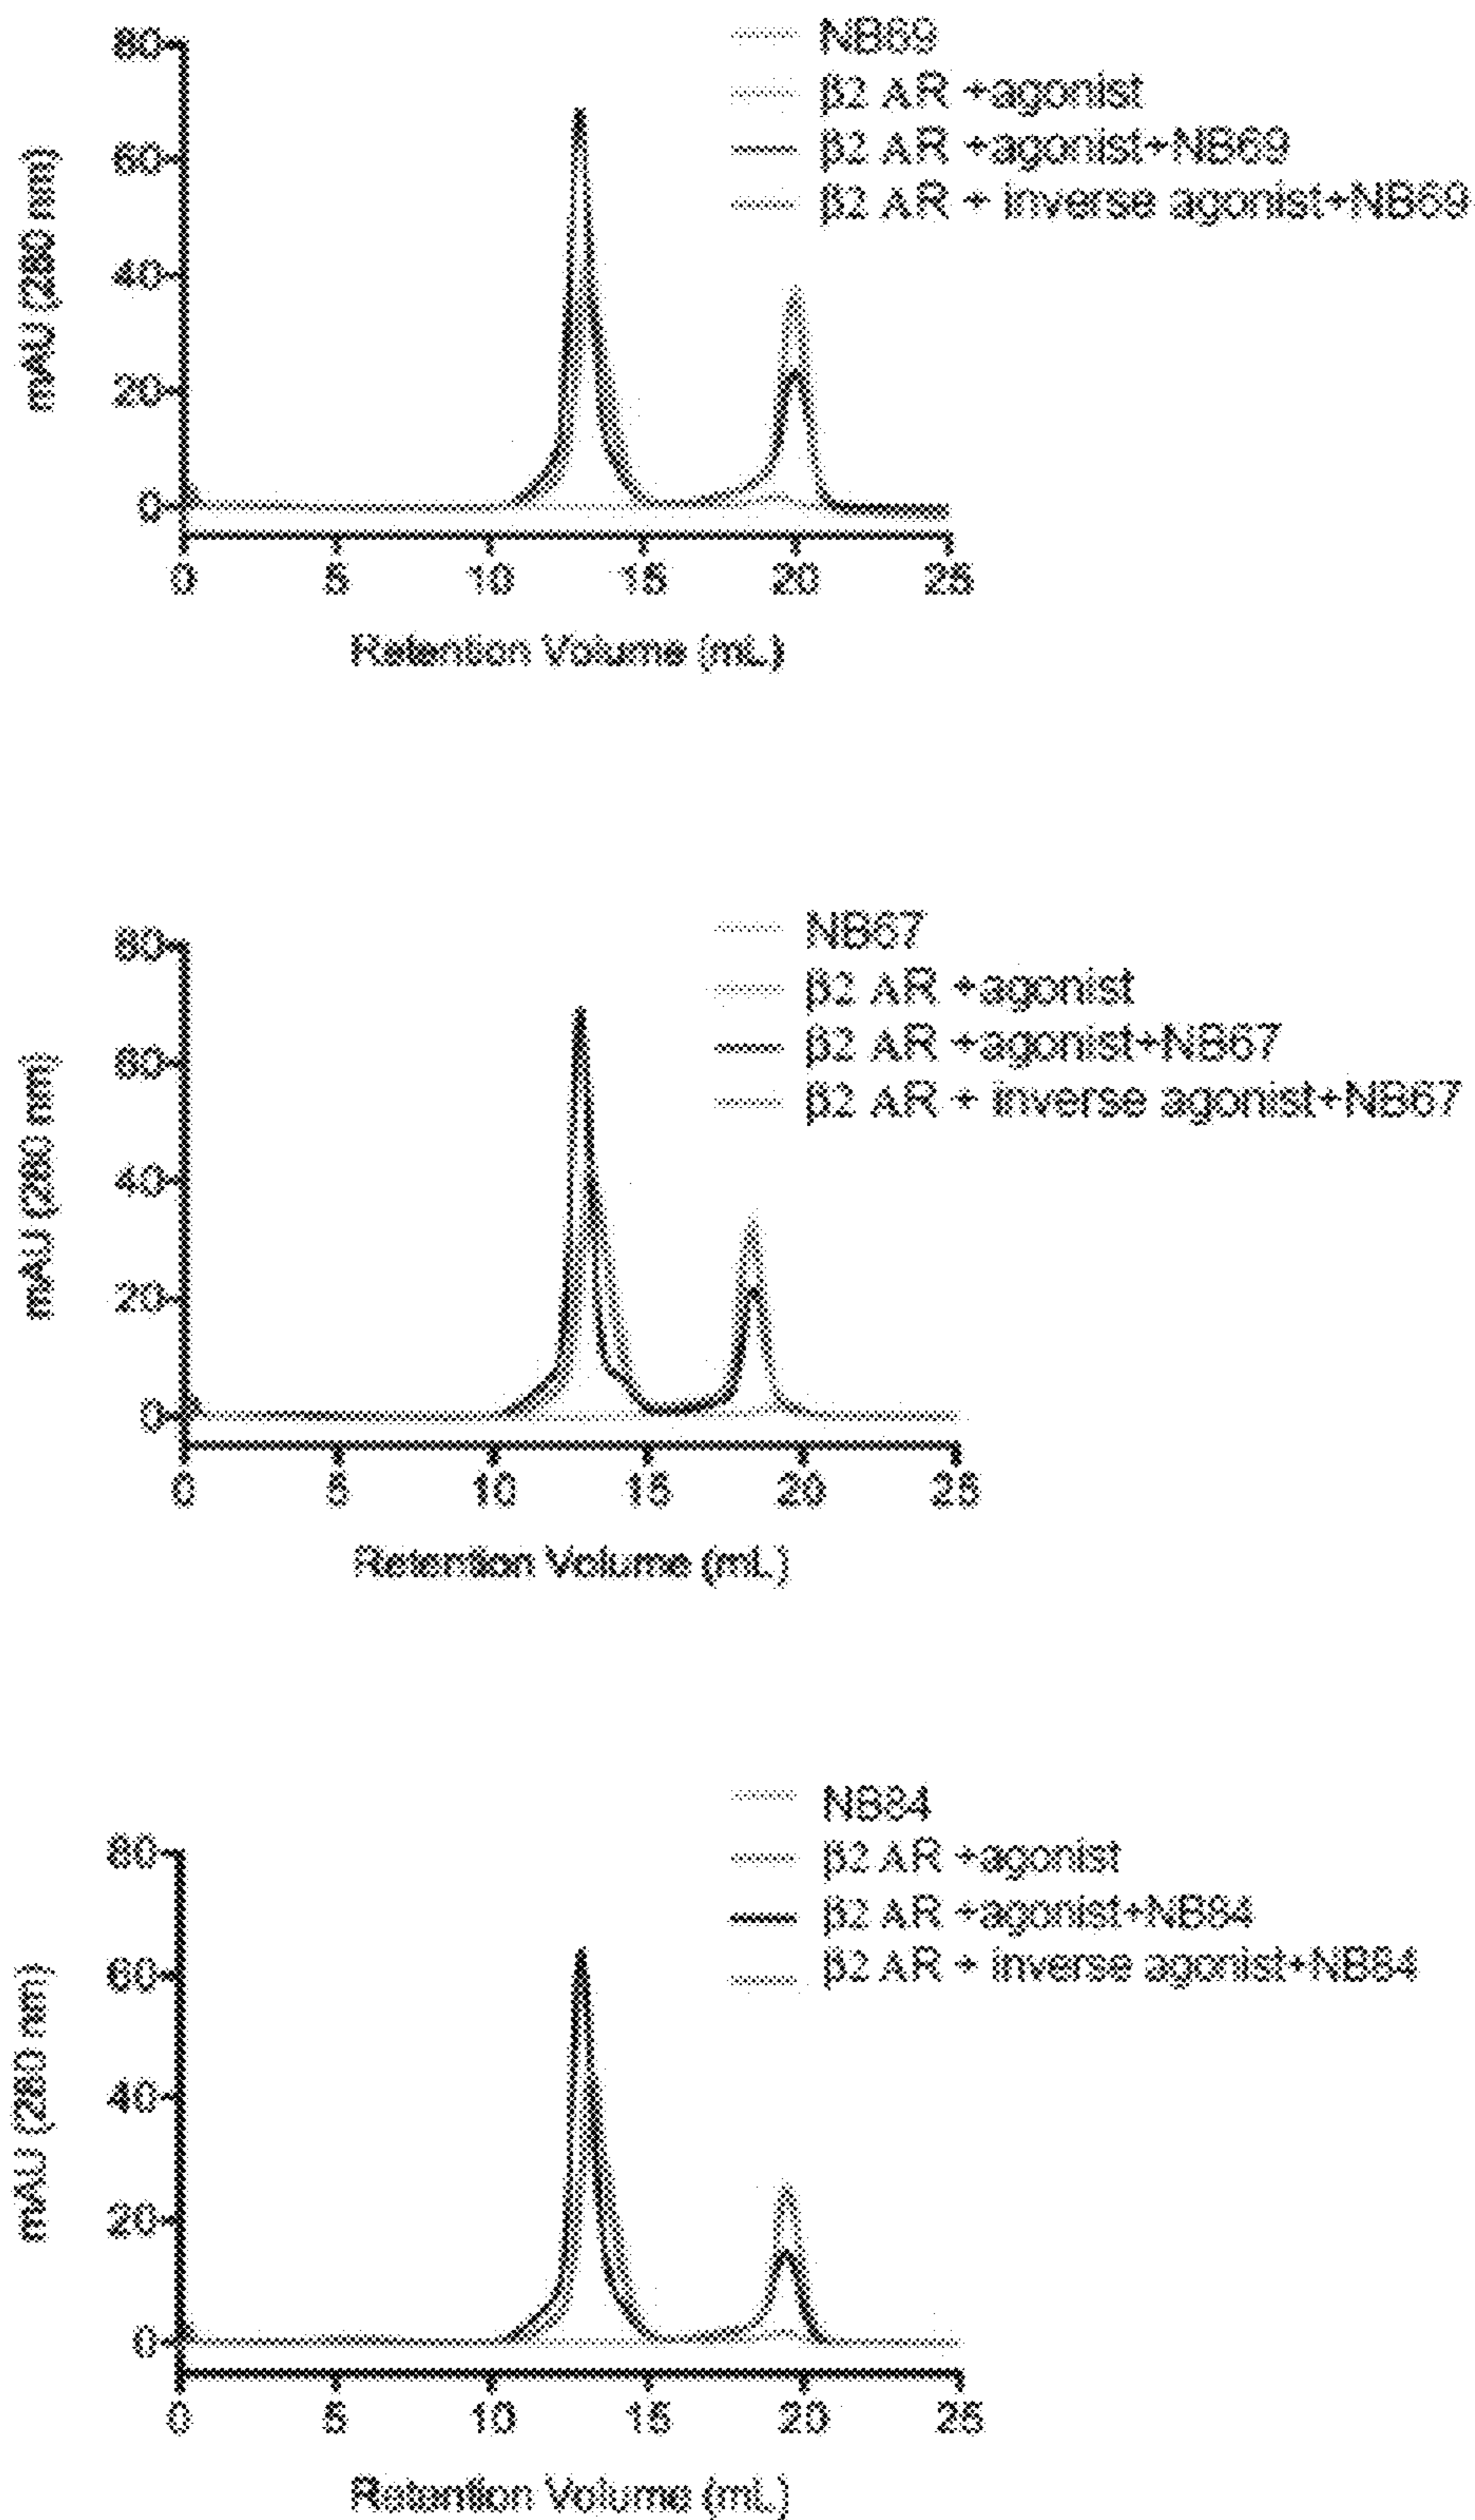 NB69
β2 AR +agonist
β2 AR +agonist+NB69
β2 AR + inverse agonist+NB69
mAU (280 nm)
80
60
40
20
0
0 5 10 15 20 25
Retention Volume (mL)
NB67
β2 AR +agonist
β2 AR +agonist+NB67
β2 AR + inverse agonist+NB67
mAU (280 nm)
80
60
40
20
0
0 5 10 15 20 25
Retention Volume (mL)
NB84
β2 AR +agonist
β2 AR +agonist+NB84
β2 AR + inverse agonist+NB84
mAU (280 nm)
80
60
40
20
0
0 5 10 15 20 25
Retention Volume (mL)